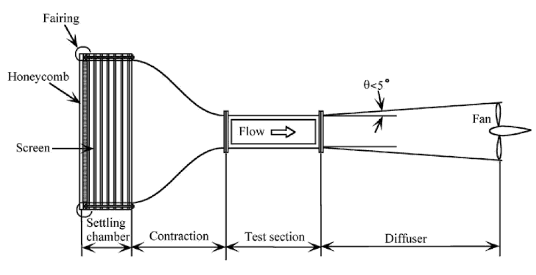 Fairing
Honeycomb
Screen
Flow
θ<5°
Fan
Settling
chamber
Contraction
Test section
Diffuser